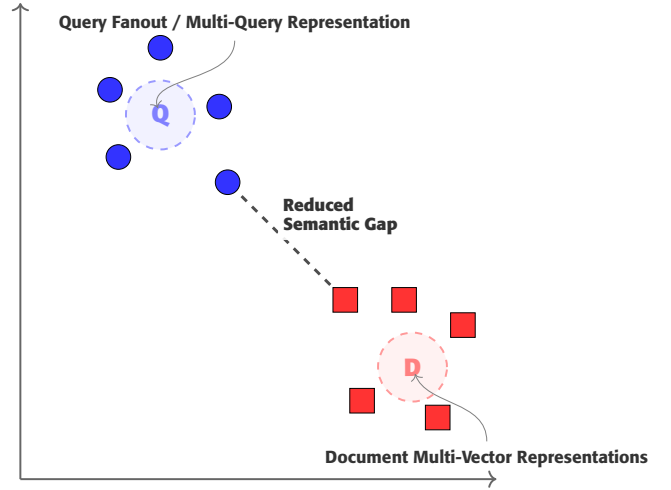 Query Fanout / Multi-Query Representation
Q
Reduced
Semantic Gap
D
Document Multi-Vector Representations